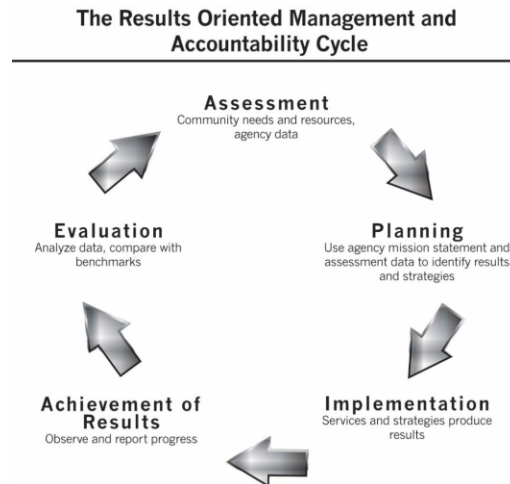 The Results Oriented Management and
Accountability Cycle
Assessment
Community needs and resources,
agency data
Planning
Use agency mission statement and
assessment data to identify results
and strategies
Implementation
Services and strategies produce
results
Achievement of
Results
Observe and report progress
Evaluation
Analyze data, compare with
benchmarks